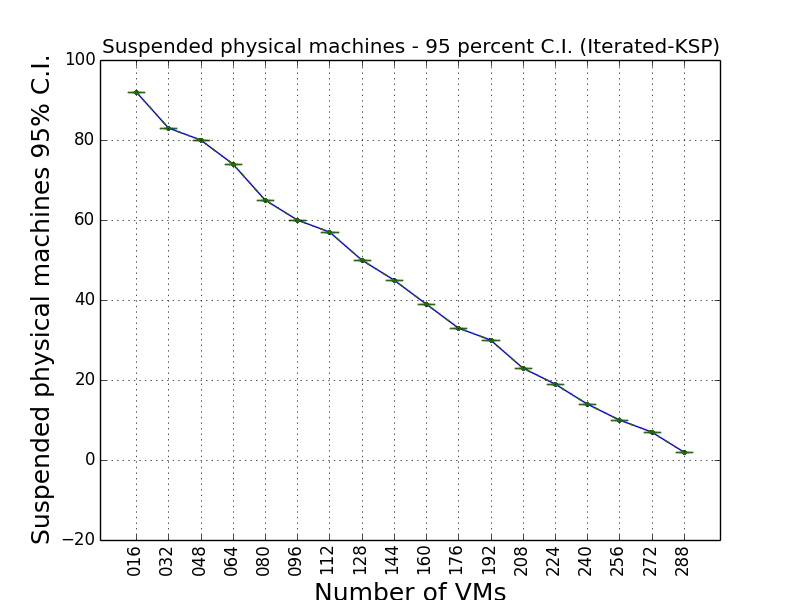 Suspended physical machines - 95 percent C.I. (Iterated-KSP)
Suspended physical machines 95% C.I.
100
80
60
40
20
0
−20
016 032 048 064 080 096 112 128 144 160 176 192 208 224 240 256 272 288
Number of VMs